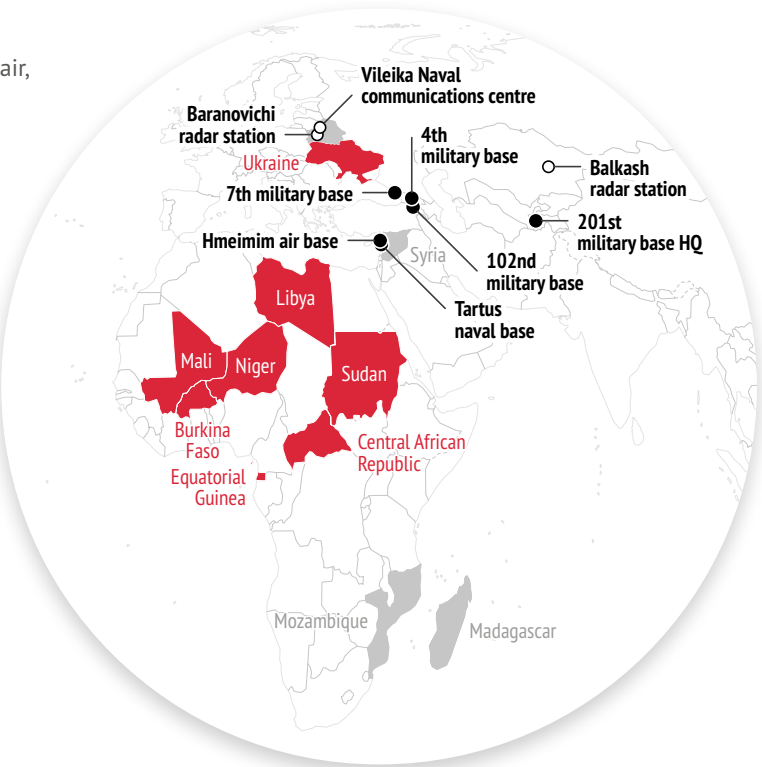 air,
Vileika Naval
communications centre
Baranovichi
radar station
4th
military base
Ukraine
Balkash
radar station
7th military base
201st
military base HQ
Hmeimim air base
Syria
102nd
military base
Libya
Tartus
naval base
Mali
Niger
Sudan
Burkina
Faso
Central African
Republic
Equatorial
Guinea
Mozambique
Madagascar